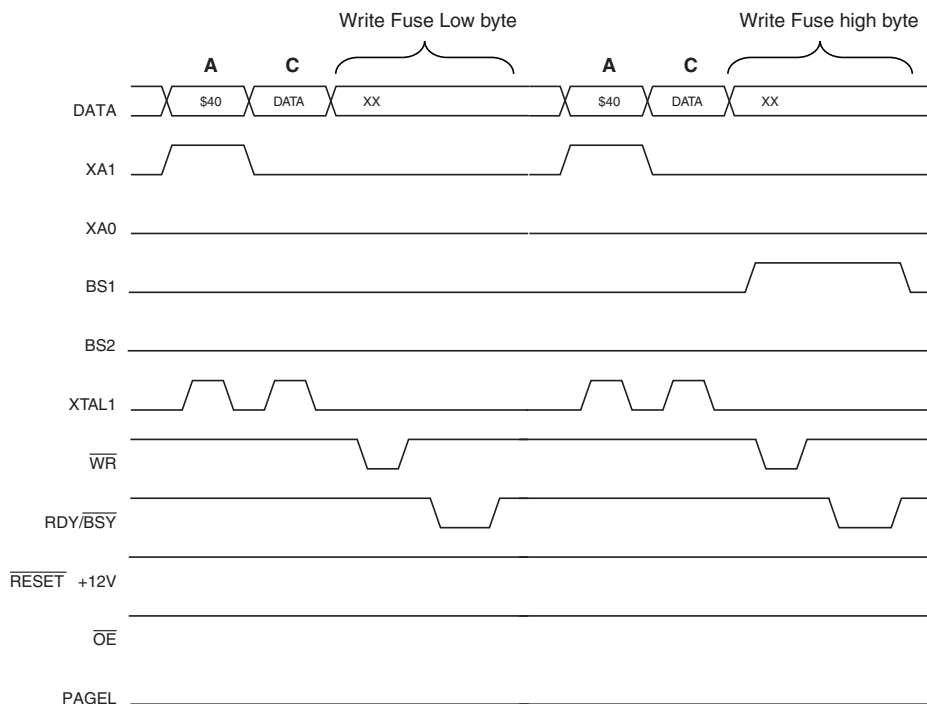 Write Fuse Low byte Write Fuse high byte
A C A C
DATA $40 DATA XX $40 DATA XX
XA1
XA0
BS1
BS2
XTAL1
WR
RDY/BSY
RESET +12V
OE
PAGEL